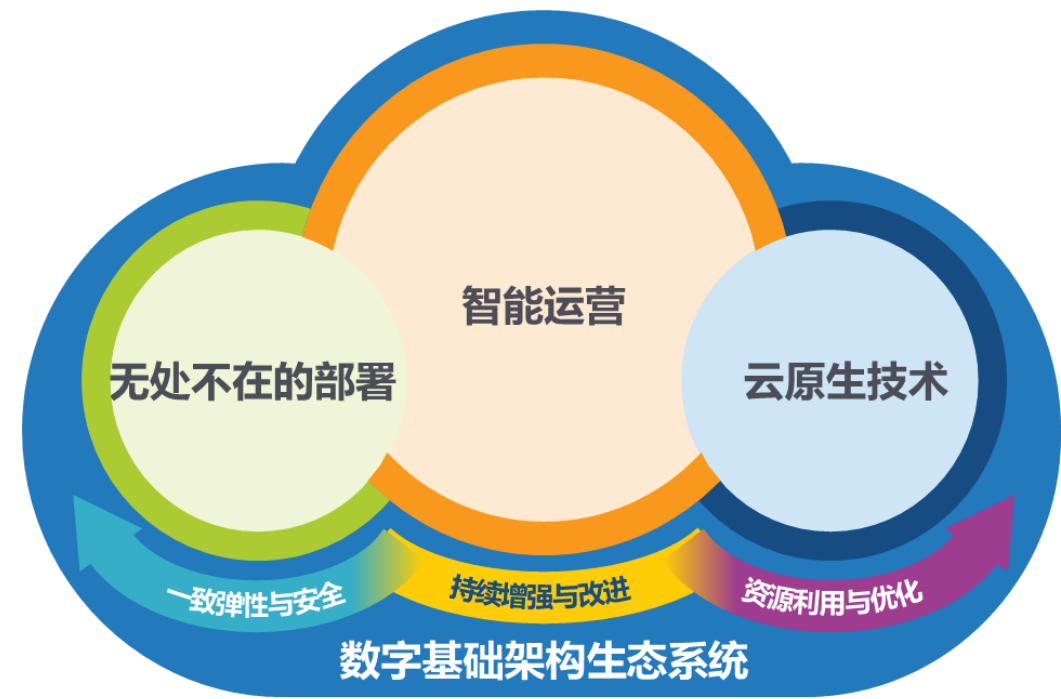 智能运营
无处不在的部署
云原生技术
一致弹性与安全
持续增强与改进
资源利用与优化
数字基础架构生态系统